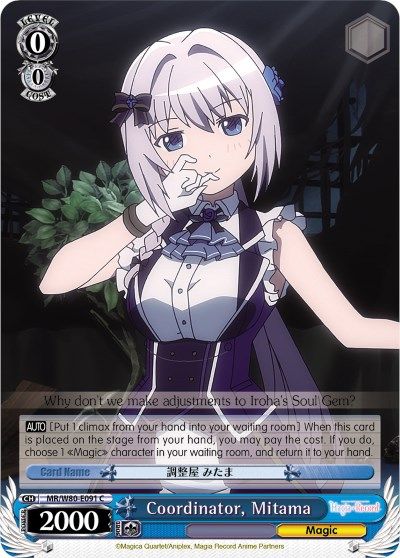 LEVEL
0
0
COST
Why don't we make adjustments to Iroha's Soul Gem?
AUTO [Put 1 climax from your hand into your waiting room] When this card
is placed on the stage from your hand, you may pay the cost. If you do,
choose 1 «Magic» character in your waiting room, and return it to your hand.
Card Name 調整屋 みたま
CH MR/W80-E091 C
POWER 2000 Coordinator, Mitama
Magia Record
Magic
©Magica Quartet/Aniplex, Magia Record Anime Partners